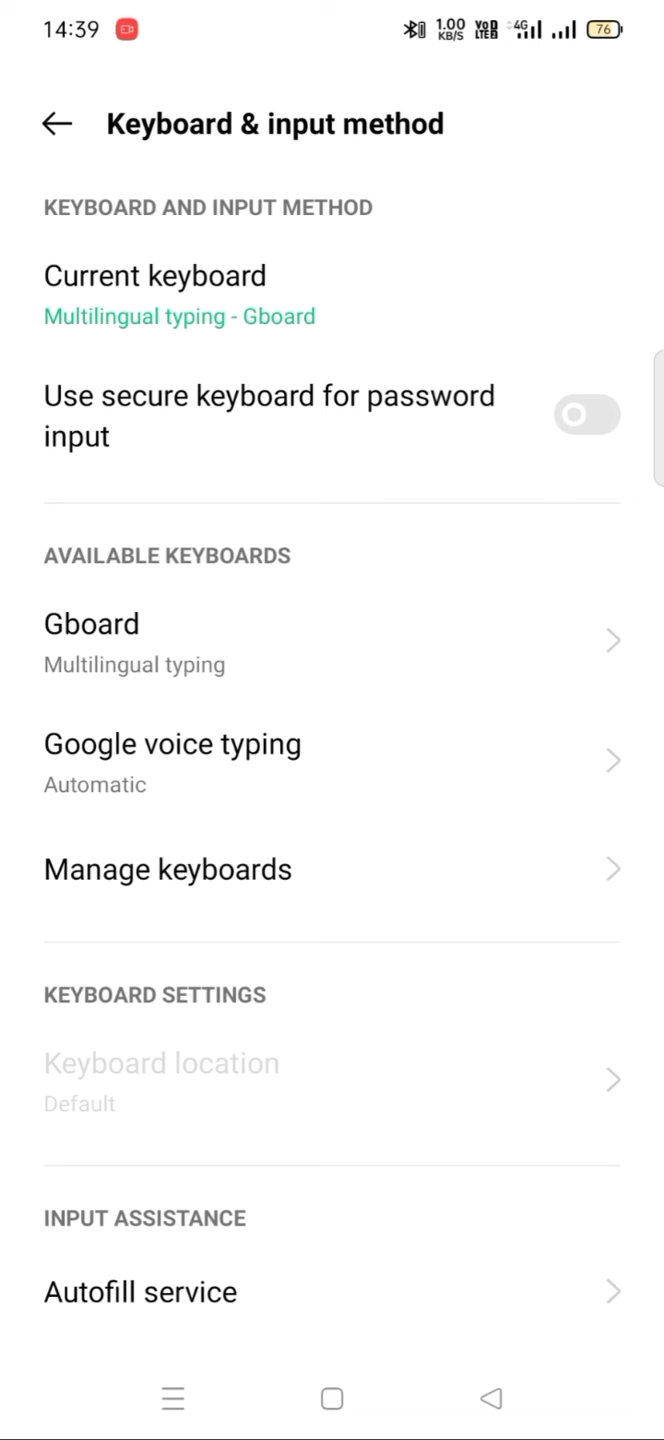 14:39
1.00
KB/S
VoD
LTE2
4G
76
Keyboard & input method
KEYBOARD AND INPUT METHOD
Current keyboard
Multilingual typing - Gboard
Use secure keyboard for password
input
AVAILABLE KEYBOARDS
Gboard
Multilingual typing
Google voice typing
Automatic
Manage keyboards
KEYBOARD SETTINGS
Keyboard location
Default
INPUT ASSISTANCE
Autofill service